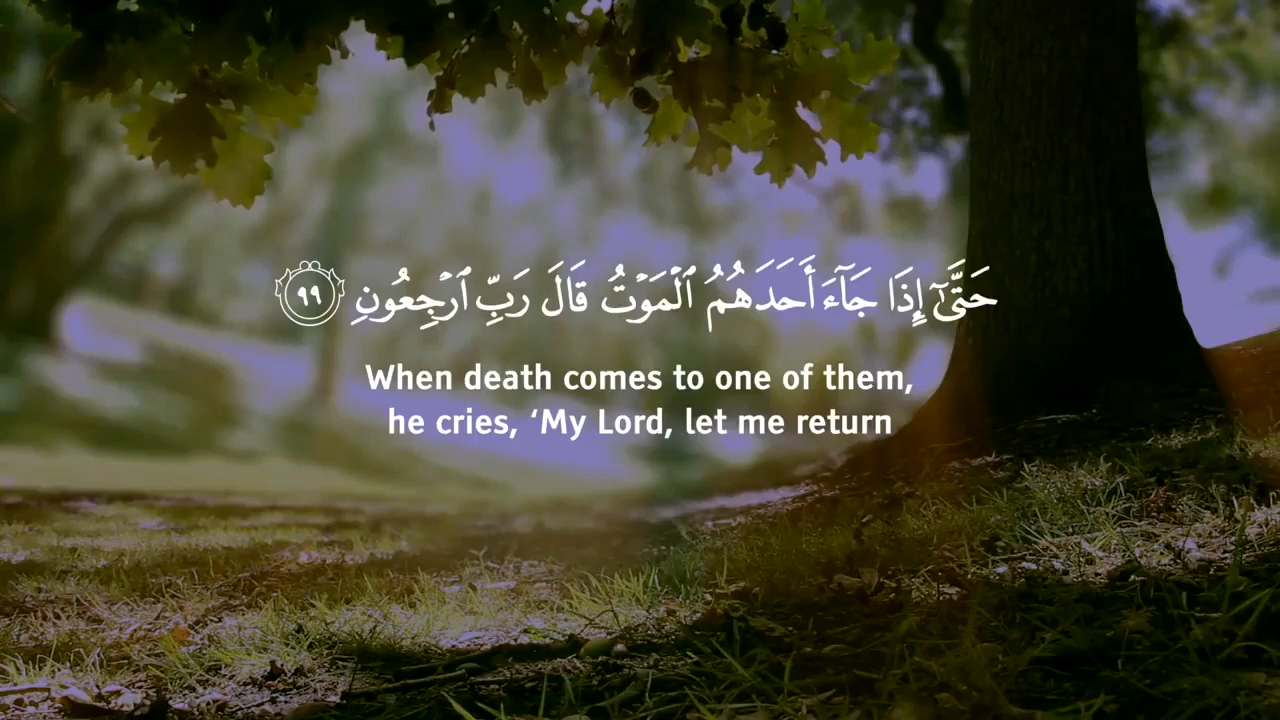 حَتَّىٰٓ إِذَا جَآءَ أَحَدَهُمُ ٱلْمَوْتُ قَالَ رَبِّ ٱرْجِعُونِ ٩٩
When death comes to one of them,
he cries, ‘My Lord, let me return